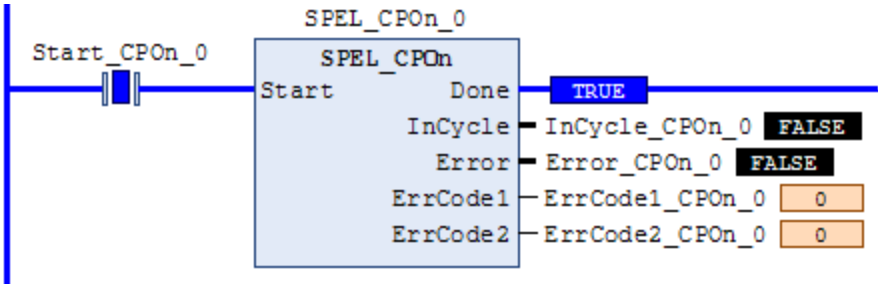 SPEL_CPOn_0
Start_CPOn_0
SPEL_CPOn
Start Done TRUE
InCycle InCycle_CPOn_0 FALSE
Error Error_CPOn_0 FALSE
ErrCode1 ErrCode1_CPOn_0 0
ErrCode2 ErrCode2_CPOn_0 0